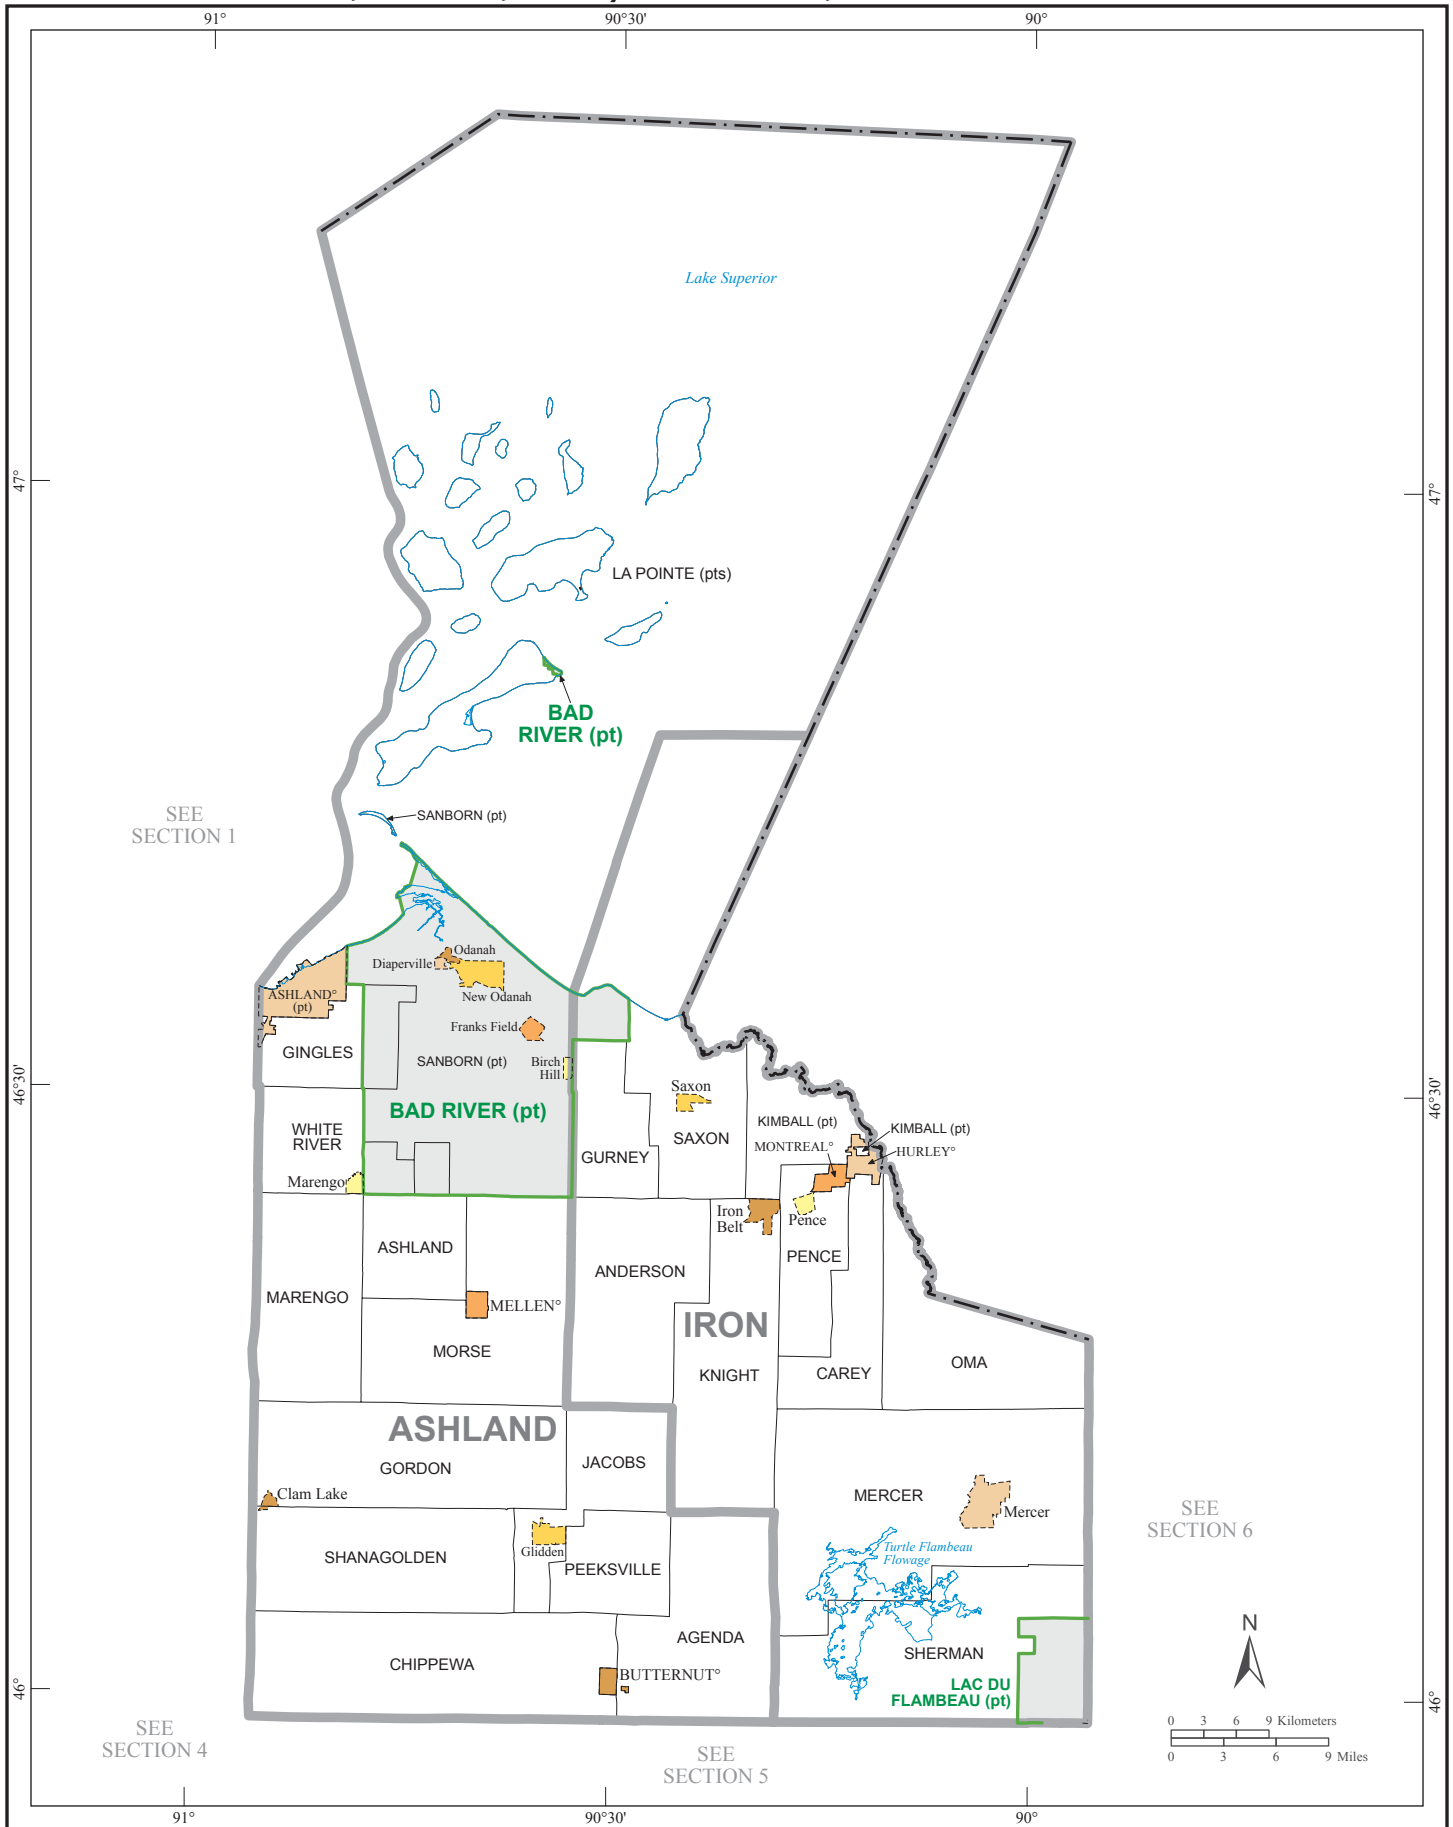 91°
90°30'
90°
Lake Superior
47°
47°
LA POINTE (pts)
BAD
RIVER (pt)
SEE
SECTION 1
SANBORN (pt)
Odanah
Diaperville
New Odanah
ASHLAND°
(pt)
Franks Field
GINGLES
SANBORN (pt)
Birch
Hill
46°30'
46°30'
Saxon
BAD RIVER (pt)
KIMBALL (pt)
KIMBALL (pt)
WHITE
RIVER
SAXON
MONTREAL°
HURLEY°
GURNEY
Marengo
Iron
Belt
Pence
ASHLAND
PENCE
ANDERSON
MARENGO
MELLEN°
IRON
MORSE
OMA
KNIGHT
CAREY
ASHLAND
GORDON
JACOBS
Clam Lake
MERCER
Mercer
SEE
SECTION 6
Turtle Flambeau
Flowage
SHANAGOLDEN
Glidden
PEEKSVILLE
N
AGENDA
SHERMAN
CHIPPEWA
BUTTERNUT°
LAC DU
FLAMBEAU (pt)
46°
46°
0 3 6 9 Kilometers
0 3 6 9 Miles
SEE
SECTION 4
SEE
SECTION 5
91°
90°30'
90°